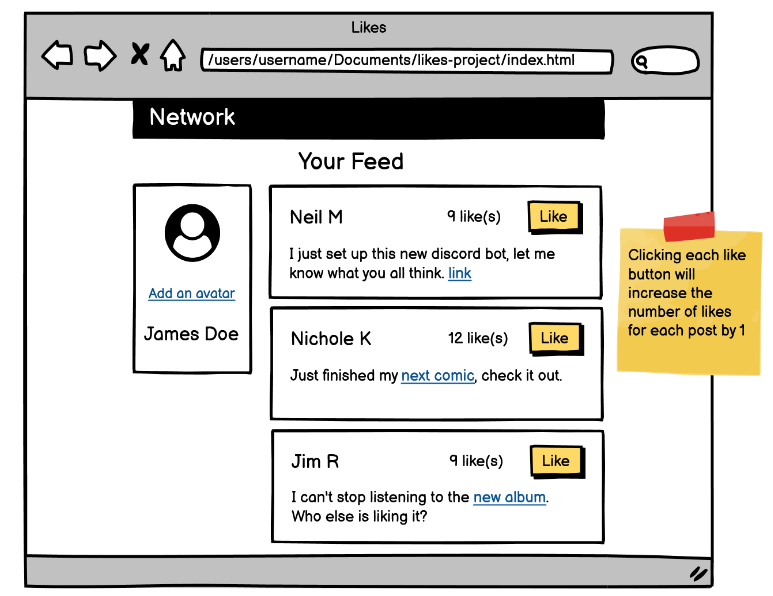 Likes
/users/username/Documents/likes-project/index.html
Network
Your Feed
Add an avatar
James Doe
Neil M
9 like(s)
Like
I just set up this new discord bot, let me
know what you all think. link
Nichole K
12 like(s)
Like
Just finished my next comic, check it out.
Jim R
9 like(s)
Like
I can't stop listening to the new album.
Who else is liking it?
Clicking each like
button will
increase the
number of likes
for each post by 1